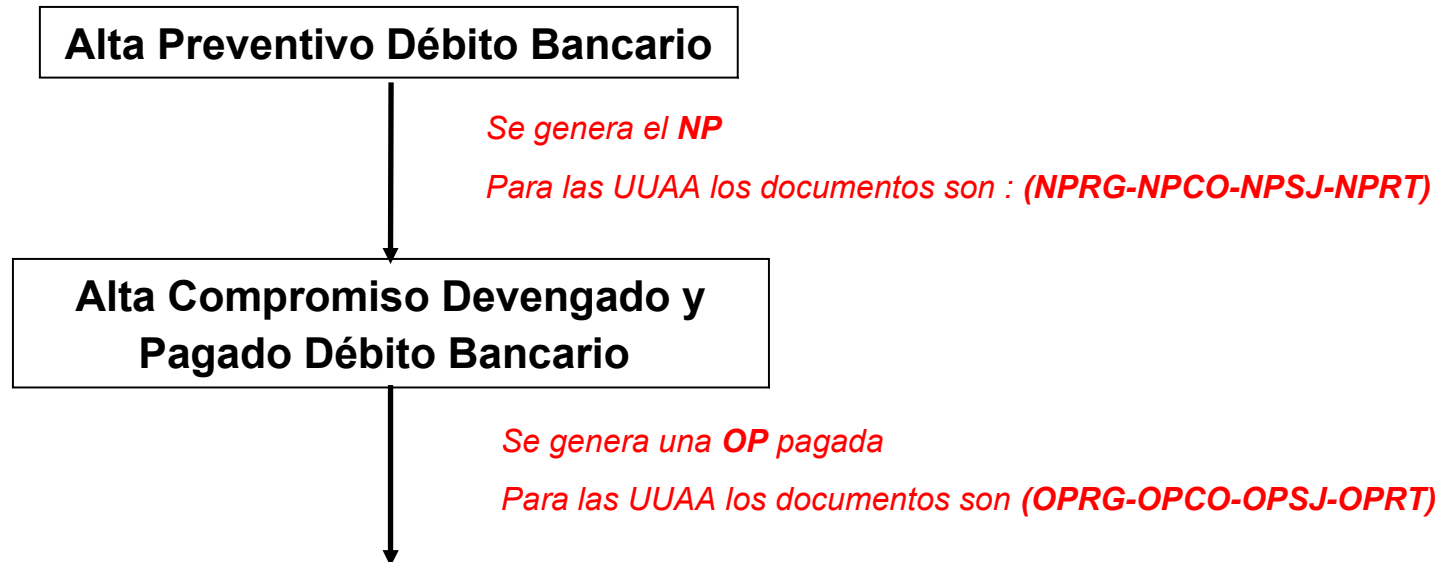 Alta Preventivo Débito Bancario
Se genera el NP
Para las UUAA los documentos son : (NPRG-NPCO-NPSJ-NPRT)
Alta Compromiso Devengado y
Pagado Débito Bancario
Se genera una OP pagada
Para las UUAA los documentos son (OPRG-OPCO-OPSJ-OPRT)